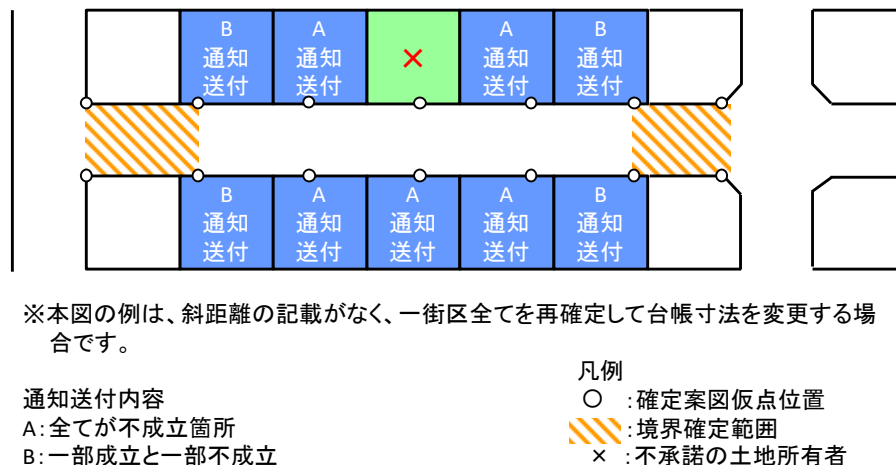 B
通知
送付
A
通知
送付
×
A
通知
送付
B
通知
送付
B
通知
送付
A
通知
送付
A
通知
送付
A
通知
送付
B
通知
送付
※本図の例は、斜距離の記載がなく、一街区全てを再確定して台帳寸法を変更する場
合です。
通知送付内容
A:全てが不成立箇所
B:一部成立と一部不成立
凡例
○ :確定案図仮点位置
:境界確定範囲
× :不承諾の土地所有者